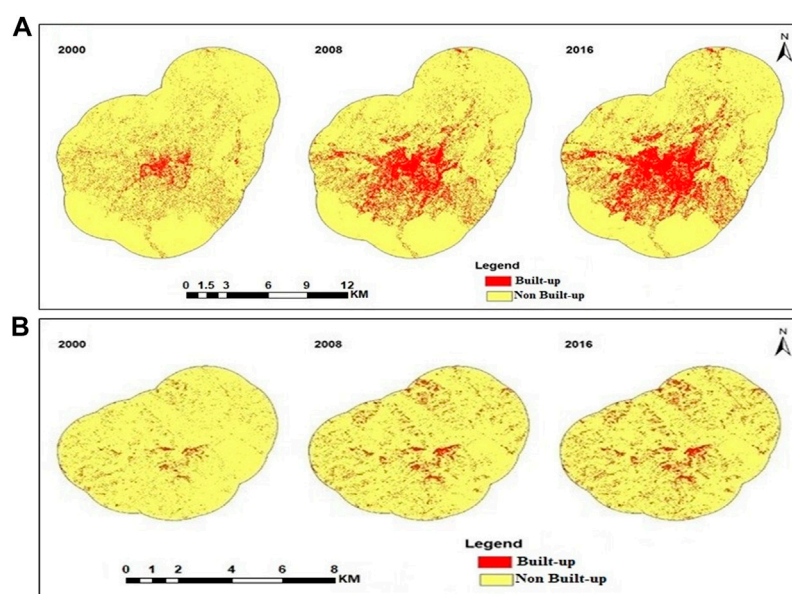 A
2000
2008
2016
N
0 1.5 3 6 9 12
KM
Legend
Built-up
Non Built-up
B
2000
2008
2016
N
0 1 2 4 6 8
KM
Legend
Built-up
Non Built-up